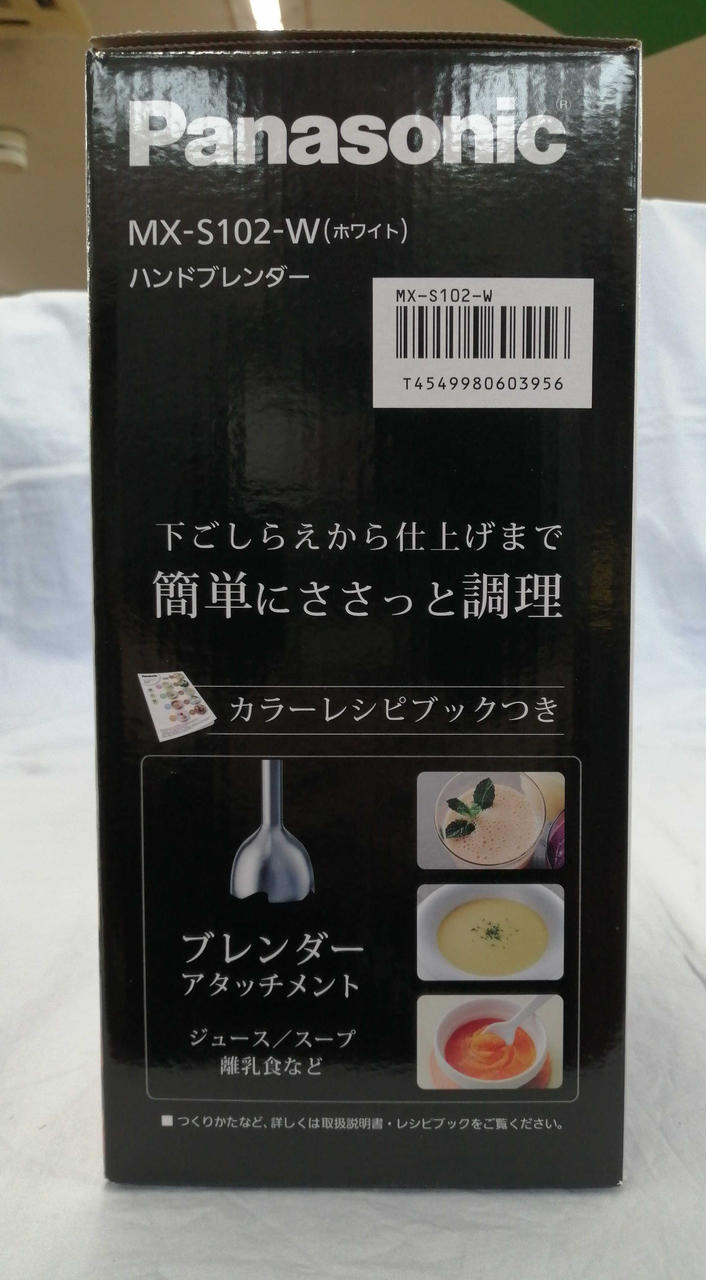 Panasonic®
MX-S102-W(ホワイト)
ハンドブレンダー
MX-S102-W
T4549980603956
下ごしらえから仕上げまで
簡単にささっと調理
Panasonic
カラーレシピブックつき
ブレンダー
アタッチメント
ジュース/スープ
離乳食など
■つくりかたなど、詳しくは取扱説明書・レシピブックをご覧ください。